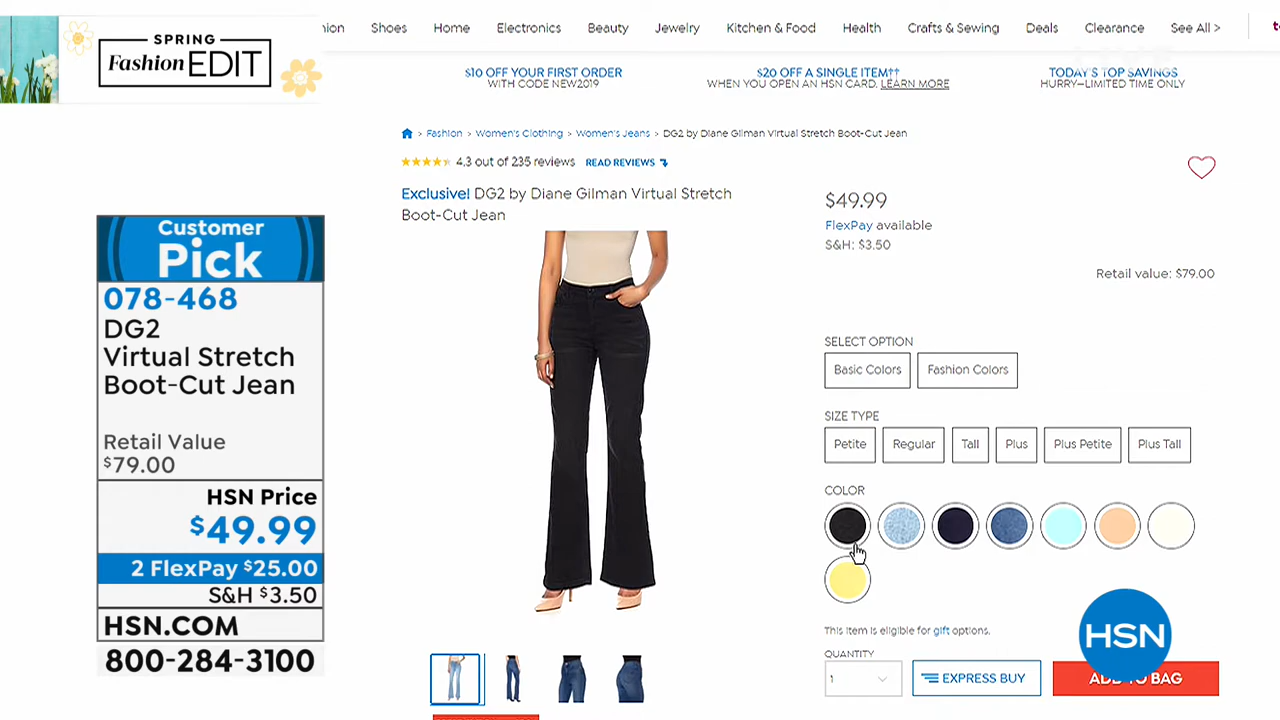 SPRING
Fashion EDIT
Shoes
Home
Electronics
Beauty
Jewelry
Kitchen & Food
Health
Crafts & Sewing
Deals
Clearance
See All >
$10 OFF YOUR FIRST ORDER
WITH CODE NEW2019
$20 OFF A SINGLE ITEM††
WHEN YOU OPEN AN HSN CARD. LEARN MORE
TODAY'S TOP SAVINGS
HURRY—LIMITED TIME ONLY
> Fashion > Women's Clothing > Women's Jeans > DG2 by Diane Gilman Virtual Stretch Boot-Cut Jean
4.3 out of 235 reviews READ REVIEWS
Exclusive! DG2 by Diane Gilman Virtual Stretch
Boot-Cut Jean
$49.99
FlexPay available
S&H: $3.50
Retail value: $79.00
SELECT OPTION
Basic Colors
Fashion Colors
SIZE TYPE
Petite
Regular
Tall
Plus
Plus Petite
Plus Tall
COLOR
This item is eligible for gift options.
QUANTITY
1
EXPRESS BUY
ADD TO BAG
HSN
Customer
Pick
078-468
DG2
Virtual Stretch
Boot-Cut Jean
Retail Value
$79.00
HSN Price
$49.99
2 FlexPay $25.00
S&H $3.50
HSN.COM
800-284-3100